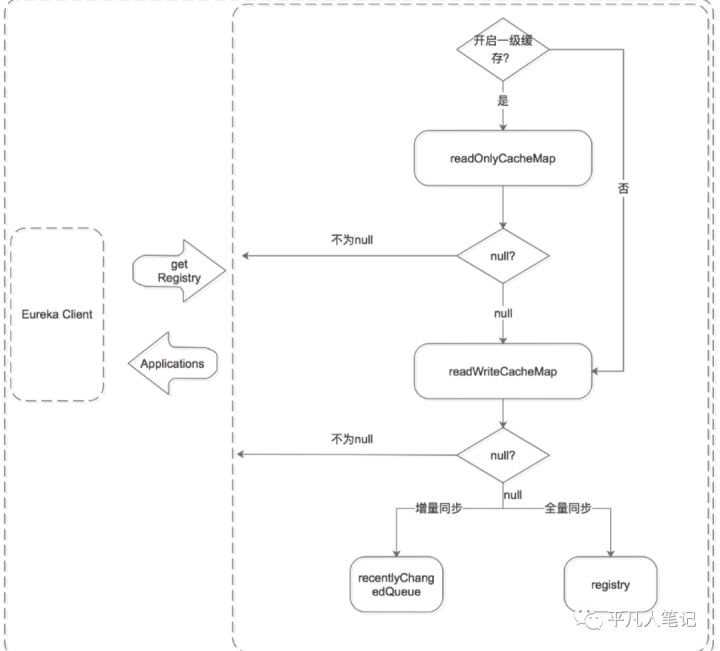 开启一级缓
存?
是
readOnlyCacheMap
否
不为null
null?
get
Registry
Eureka Client
null
Applications
readWriteCacheMap
不为null
null?
null
增量同步
全量同步
recentlyChang
edQueue
registry
平凡人笔记